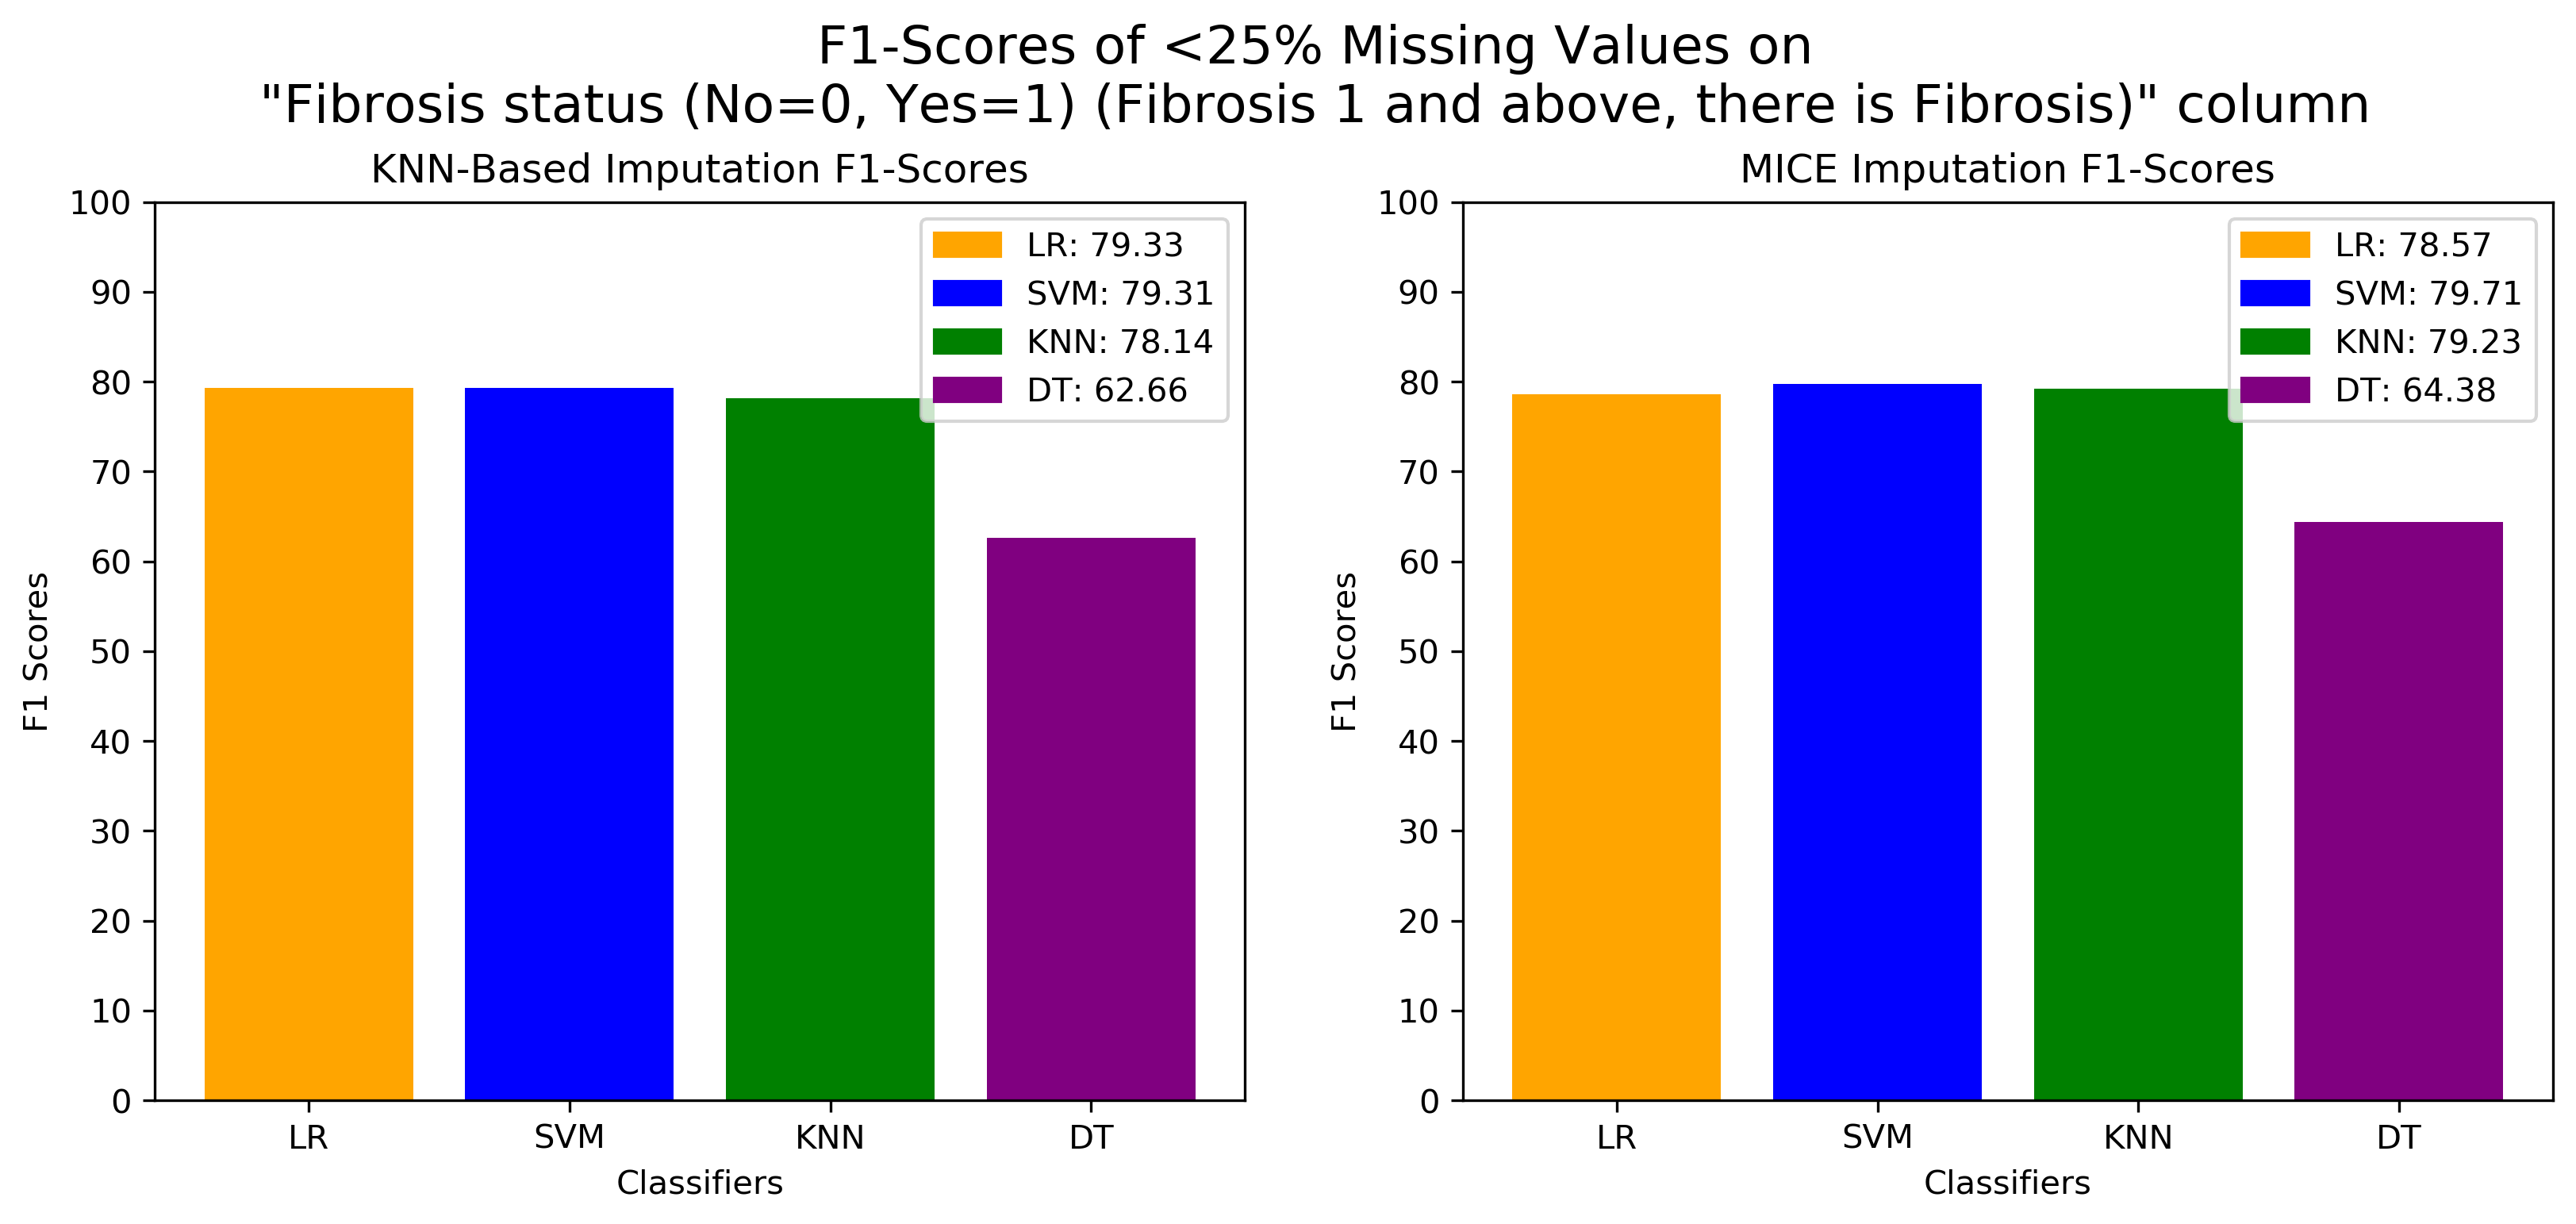 F1-Scores of <25% Missing Values on
"Fibrosis status (No=0, Yes=1) (Fibrosis 1 and above, there is Fibrosis)" column
KNN-Based Imputation F1-Scores
100
90
80
70
60
50
40
30
20
10
0
F1 Scores
LR: 79.33
SVM: 79.31
KNN: 78.14
DT: 62.66
LR SVM KNN DT
Classifiers
MICE Imputation F1-Scores
100
90
80
70
60
50
40
30
20
10
0
F1 Scores
LR: 78.57
SVM: 79.71
KNN: 79.23
DT: 64.38
LR SVM KNN DT
Classifiers